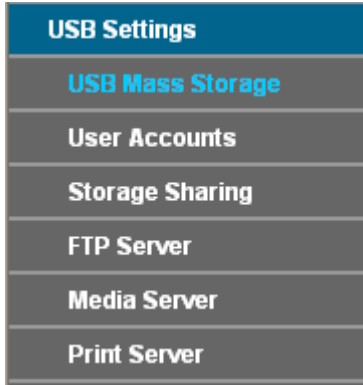 USB Settings
USB Mass Storage
User Accounts
Storage Sharing
FTP Server
Media Server
Print Server